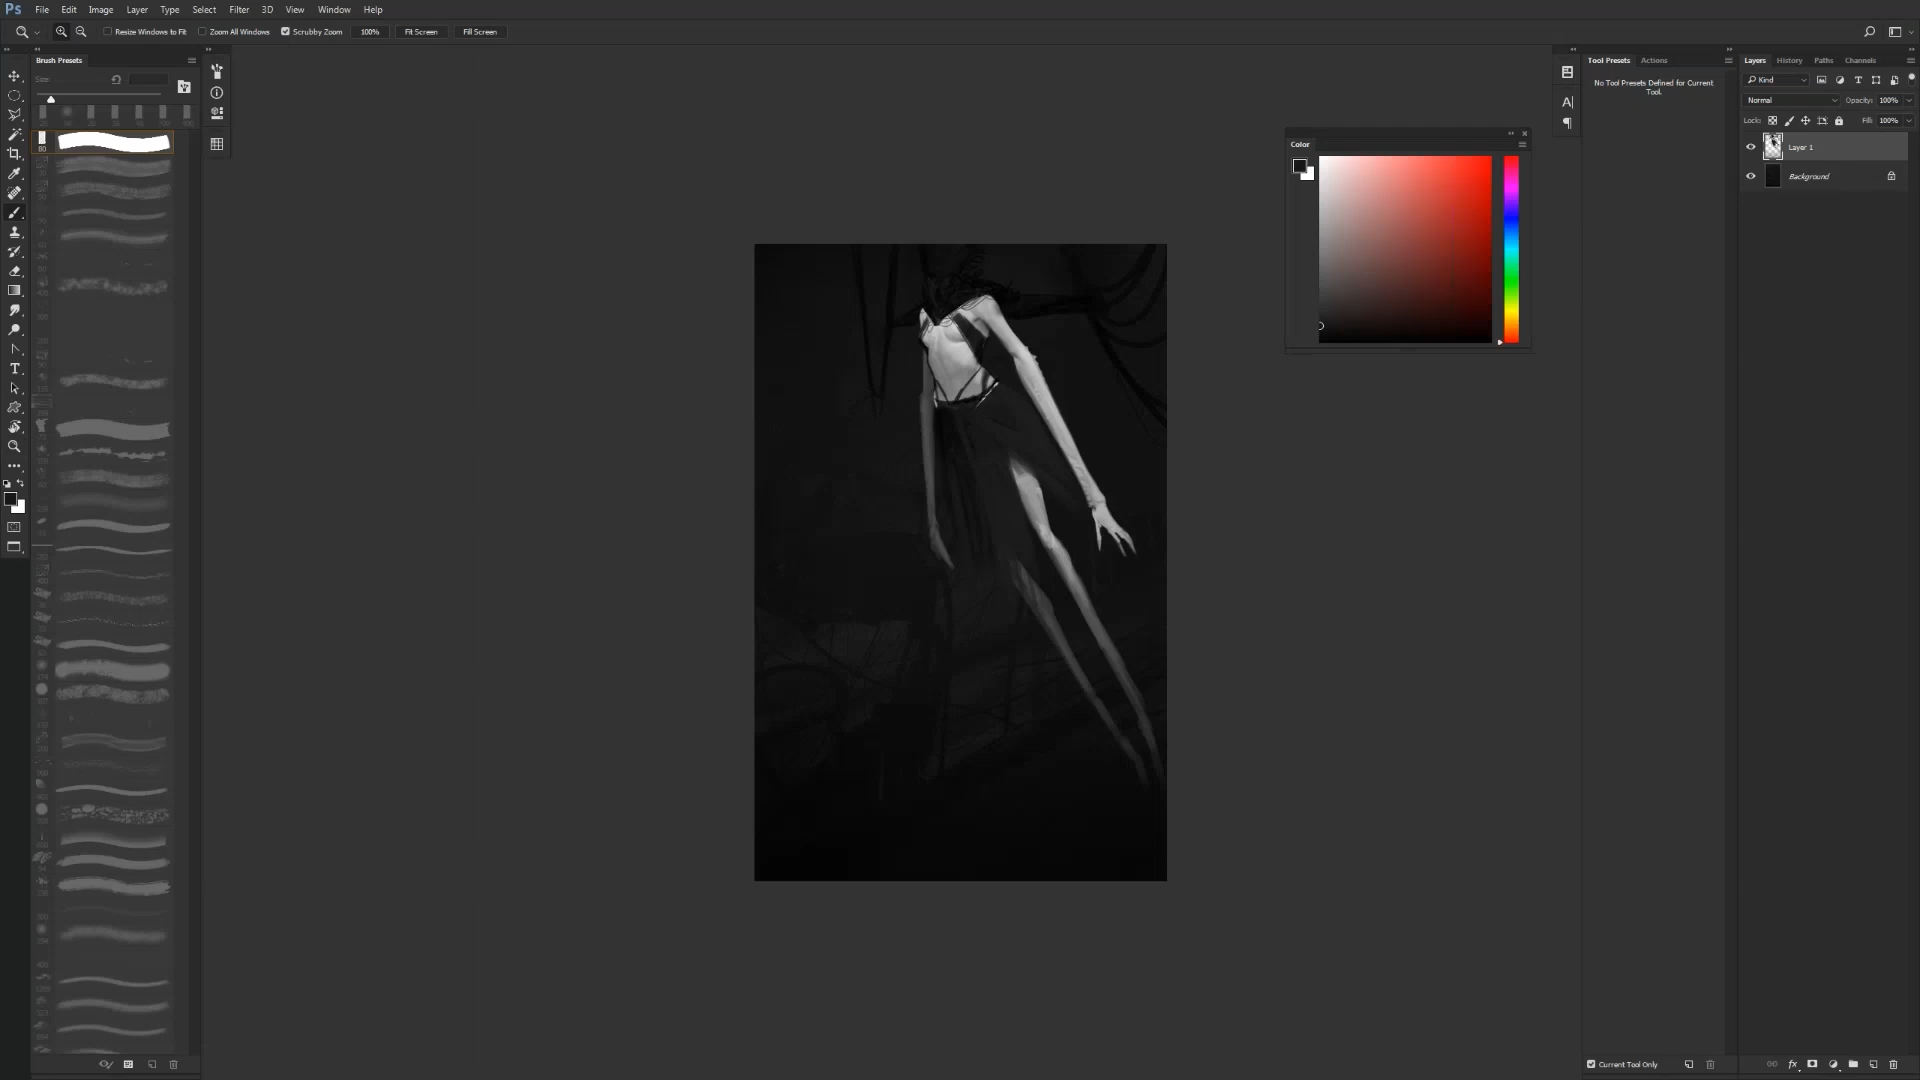 Ps File Edit Image Layer Type Select Filter 3D View Window Help
Resize Windows to Fit Zoom All Windows Scrubby Zoom 100% Fit Screen Fill Screen
Brush Presets
Size:
80
Color
Tool Presets Actions
No Tool Presets Defined for Current
Tool.
Current Tool Only
Layers History Paths Channels
Kind
Normal Opacity: 100%
Lock: Fill: 100%
Layer 1
Background